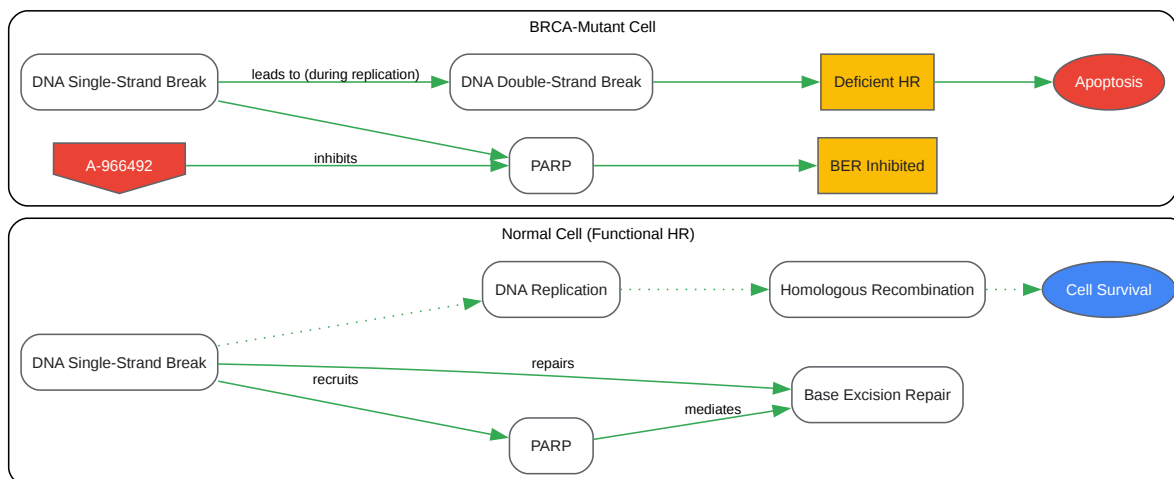 BRCA-Mutant Cell
DNA Single-Strand Break
leads to (during replication)
DNA Double-Strand Break
Deficient HR
Apoptosis
A-966492
inhibits
PARP
BER Inhibited
Normal Cell (Functional HR)
DNA Replication
Homologous Recombination
Cell Survival
DNA Single-Strand Break
repairs
recruits
Base Excision Repair
mediates
PARP